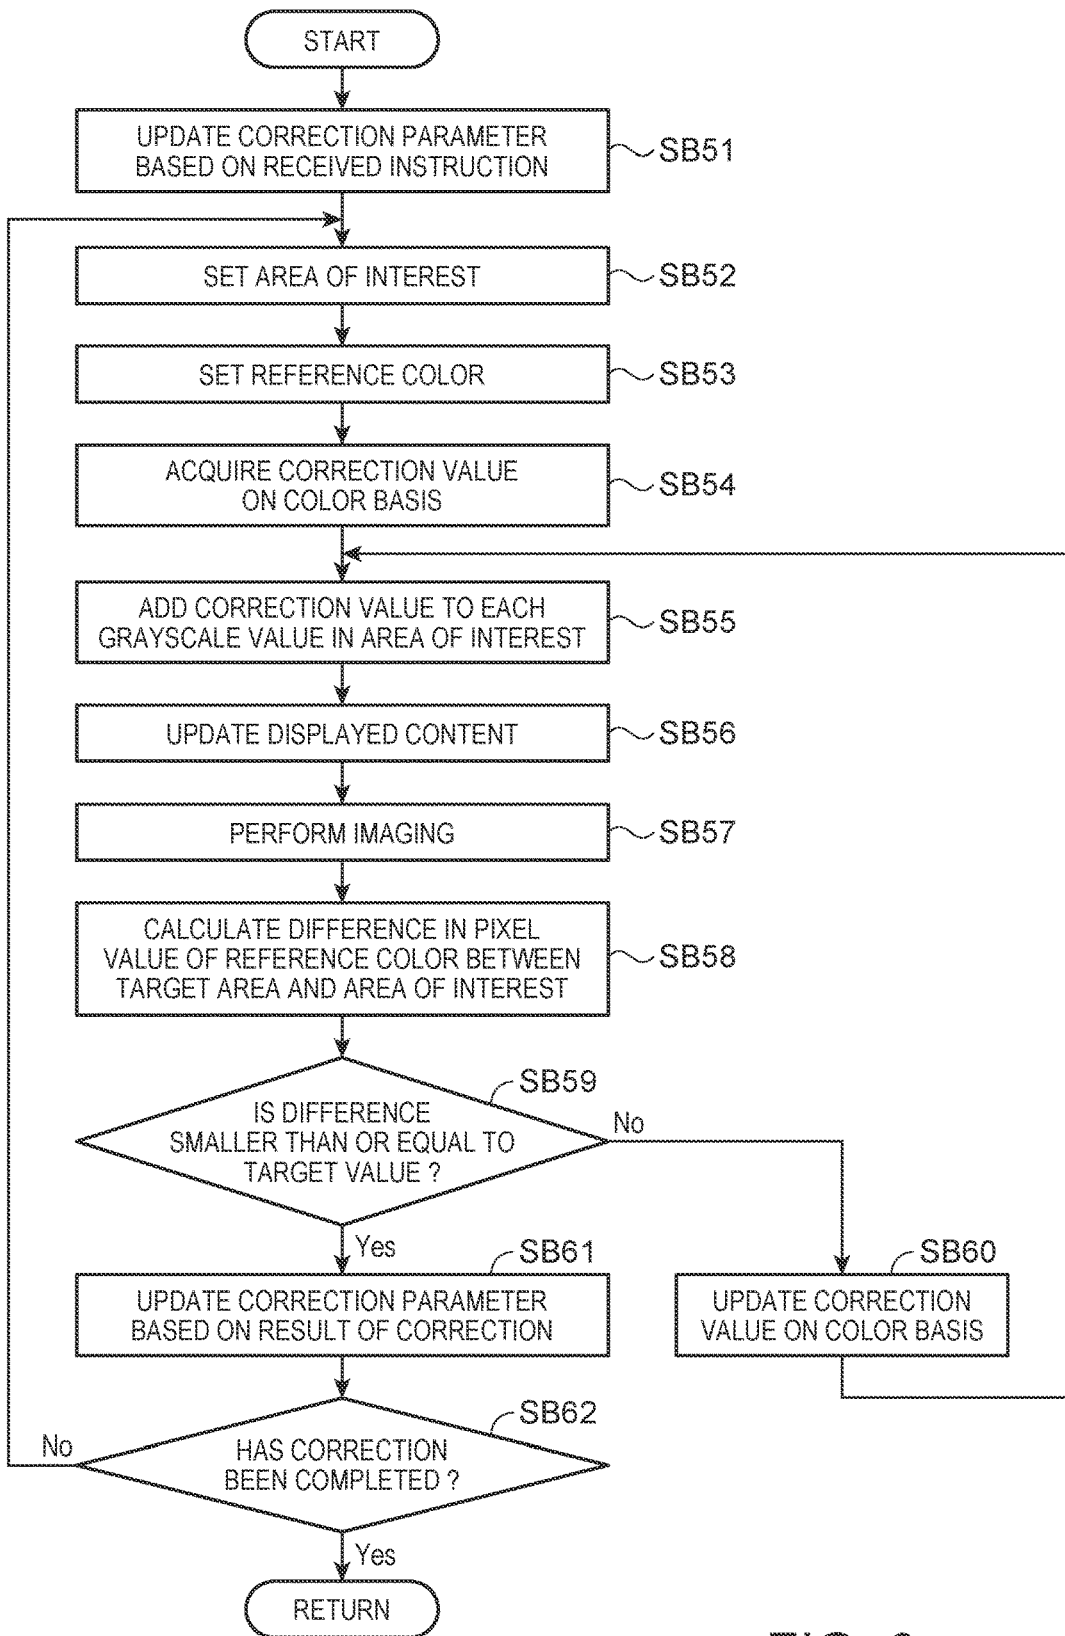 START
UPDATE CORRECTION PARAMETER
BASED ON RECEIVED INSTRUCTION
SB51
SET AREA OF INTEREST
SB52
SET REFERENCE COLOR
SB53
ACQUIRE CORRECTION VALUE
ON COLOR BASIS
SB54
ADD CORRECTION VALUE TO EACH
GRAYSCALE VALUE IN AREA OF INTEREST
SB55
UPDATE DISPLAYED CONTENT
SB56
PERFORM IMAGING
SB57
CALCULATE DIFFERENCE IN PIXEL
VALUE OF REFERENCE COLOR BETWEEN
TARGET AREA AND AREA OF INTEREST
SB58
SB59
IS DIFFERENCE
SMALLER THAN OR EQUAL TO
TARGET VALUE ?
No
Yes
SB61
UPDATE CORRECTION PARAMETER
BASED ON RESULT OF CORRECTION
SB60
UPDATE CORRECTION
VALUE ON COLOR BASIS
SB62
No
HAS CORRECTION
BEEN COMPLETED ?
Yes
RETURN